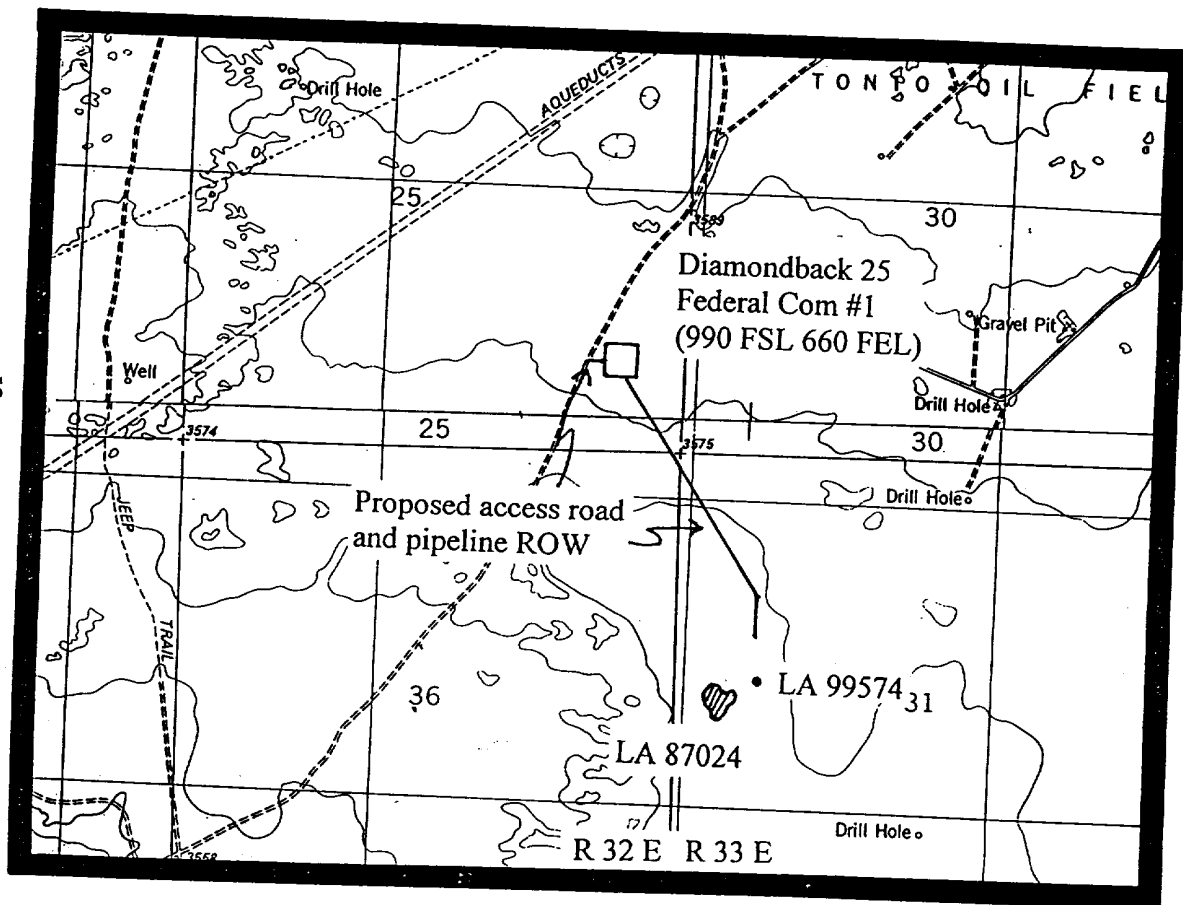 TONTO OIL FIEL
Drill Hole
AQUEDUCTS
25
30
3589
Diamondback 25
Federal Com #1
(990 FSL 660 FEL)
Gravel Pit
Well
Drill Hole
3574
25
30
3575
Drill Hole
JEEP
TRAIL
Proposed access road
and pipeline ROW
36
LA 99574
31
LA 87024
Drill Hole
3558
R 32 E R 33 E